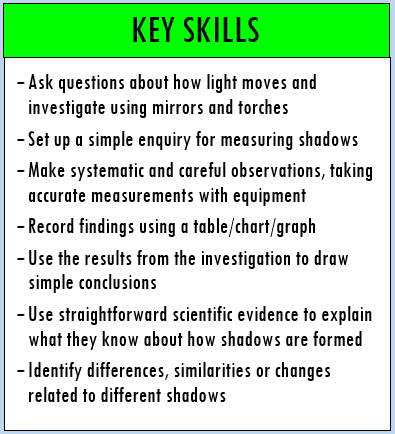 KEY SKILLS
– Ask questions about how light moves and
investigate using mirrors and torches
– Set up a simple enquiry for measuring shadows
– Make systematic and careful observations, taking
accurate measurements with equipment
– Record findings using a table/chart/graph
– Use the results from the investigation to draw
simple conclusions
– Use straightforward scientific evidence to explain
what they know about how shadows are formed
– Identify differences, similarities or changes
related to different shadows